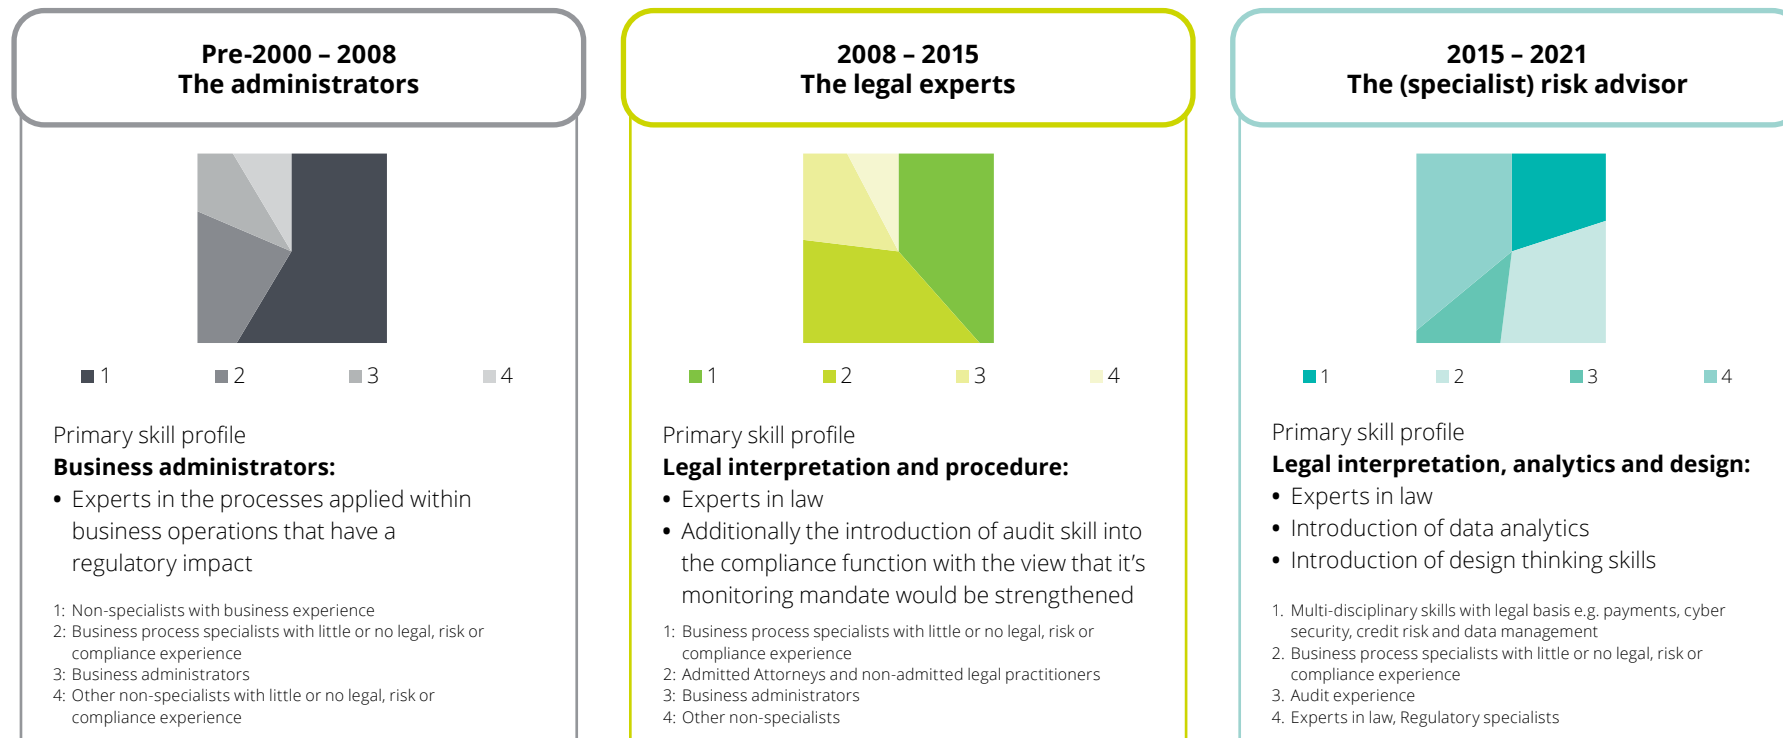 Pre-2000 – 2008
The administrators
1
2
3
4
Primary skill profile
Business administrators:
• Experts in the processes applied within
business operations that have a
regulatory impact
1: Non-specialists with business experience
2: Business process specialists with little or no legal, risk or
compliance experience
3: Business administrators
4: Other non-specialists with little or no legal, risk or
compliance experience
2008 – 2015
The legal experts
1
2
3
4
Primary skill profile
Legal interpretation and procedure:
• Experts in law
• Additionally the introduction of audit skill into
the compliance function with the view that it’s
monitoring mandate would be strengthened
1: Business process specialists with little or no legal, risk or
compliance experience
2: Admitted Attorneys and non-admitted legal practitioners
3: Business administrators
4: Other non-specialists
2015 – 2021
The (specialist) risk advisor
1
2
3
4
Primary skill profile
Legal interpretation, analytics and design:
• Experts in law
• Introduction of data analytics
• Introduction of design thinking skills
1. Multi-disciplinary skills with legal basis e.g. payments, cyber
security, credit risk and data management
2. Business process specialists with little or no legal, risk or
compliance experience
3. Audit experience
4. Experts in law, Regulatory specialists